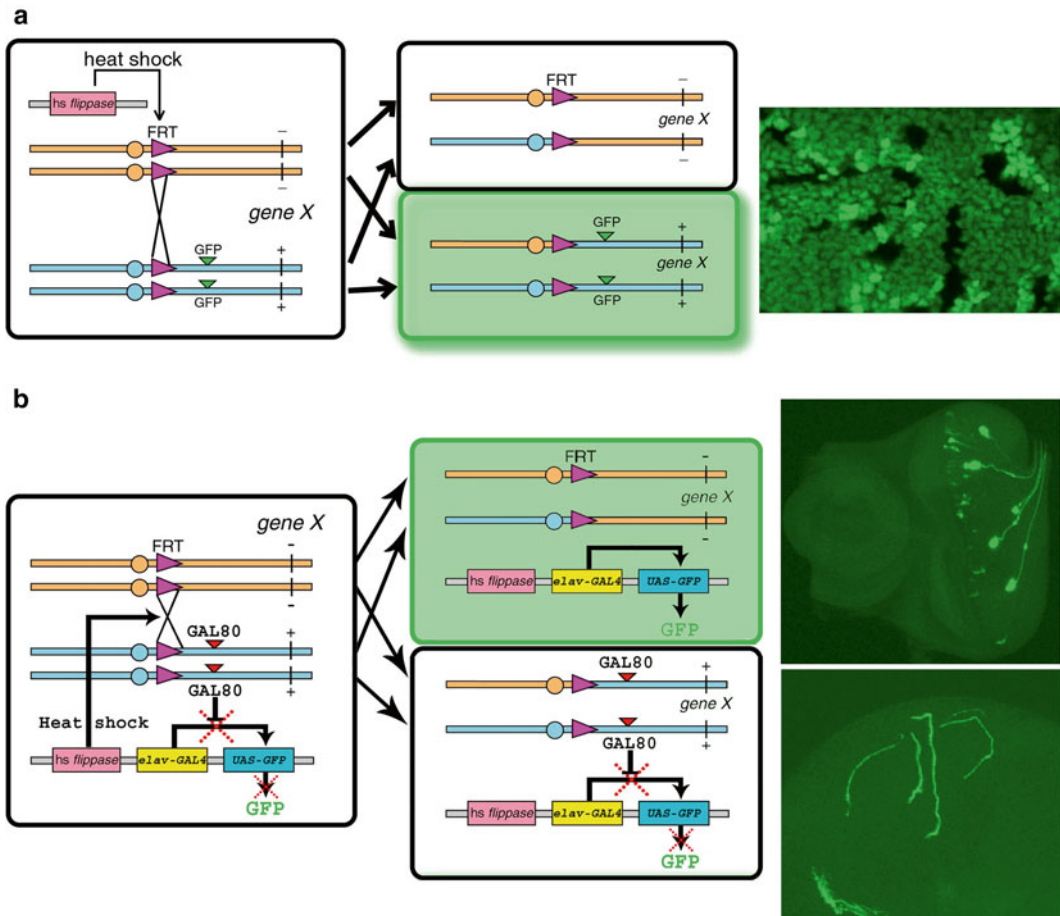 a
heat shock
hs flippase
FRT
–
–
gene X
GFP
+
GFP
+
FRT
–
gene X
–
GFP
+
gene X
GFP
+
b
gene X
FRT
-
-
GAL80
+
GAL80
+
Heat shock
hs flippase
elav-GAL4
UAS-GFP
GFP
FRT
-
gene X
-
hs flippase
elav-GAL4
UAS-GFP
GFP
GAL80
+
gene X
GAL80
+
hs flippase
elav-GAL4
UAS-GFP
GFP